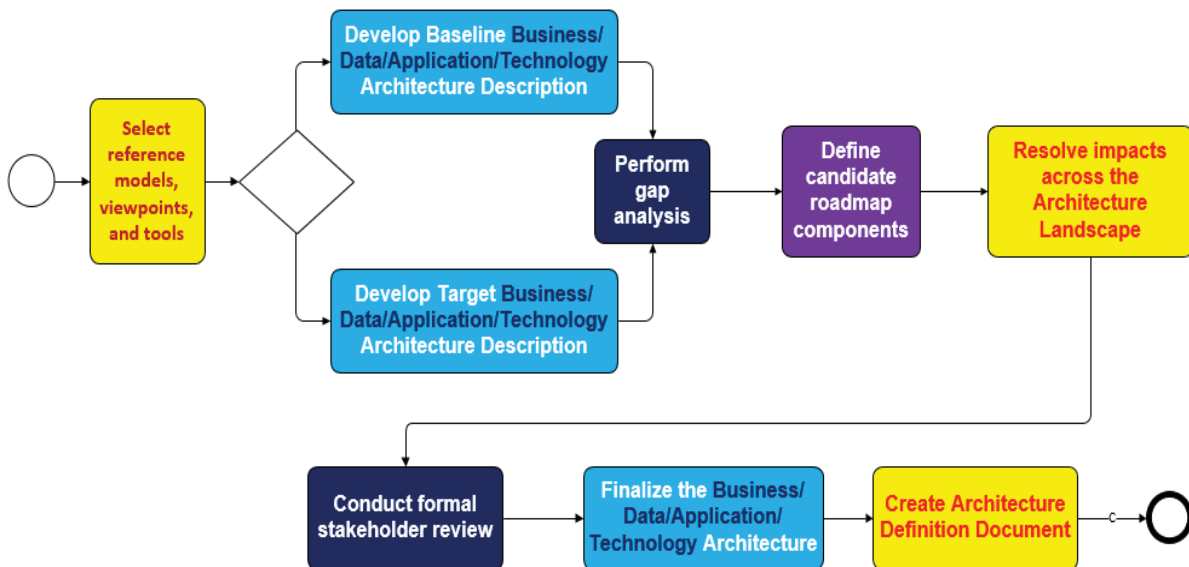 Select
reference
models,
viewpoints,
and tools
Develop Baseline Business/
Data/Application/Technology
Architecture Description
Develop Target Business/
Data/Application/Technology
Architecture Description
Perform
gap
analysis
Define
candidate
roadmap
components
Resolve impacts
across the
Architecture
Landscape
Conduct formal
stakeholder review
Finalize the Business/
Data/Application/
Technology Architecture
Create Architecture
Definition Document
C